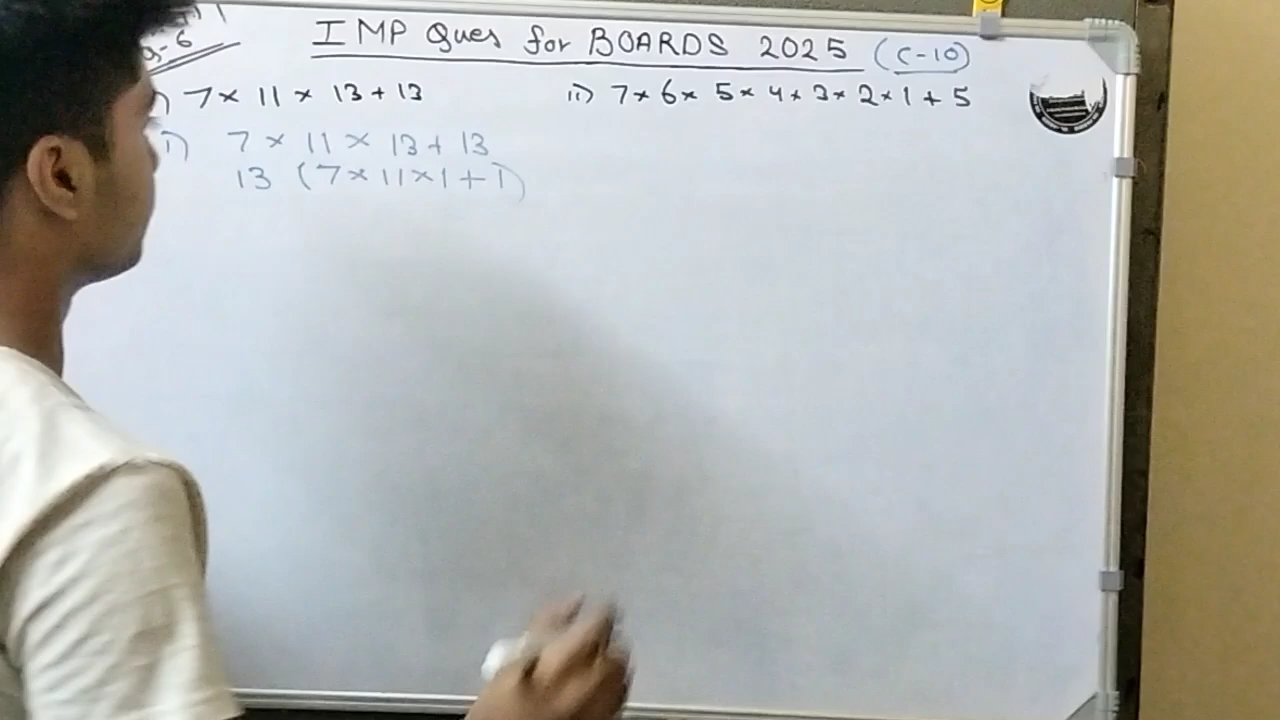 IMP Ques for BOARDS 2025 (C-10)
7 × 11 × 13 + 13
ii) 7 × 6 × 5 × 4 × 3 × 2 × 1 + 5
i) 7 × 11 × 13 + 13
13 (7 × 11 × 1 + 1)